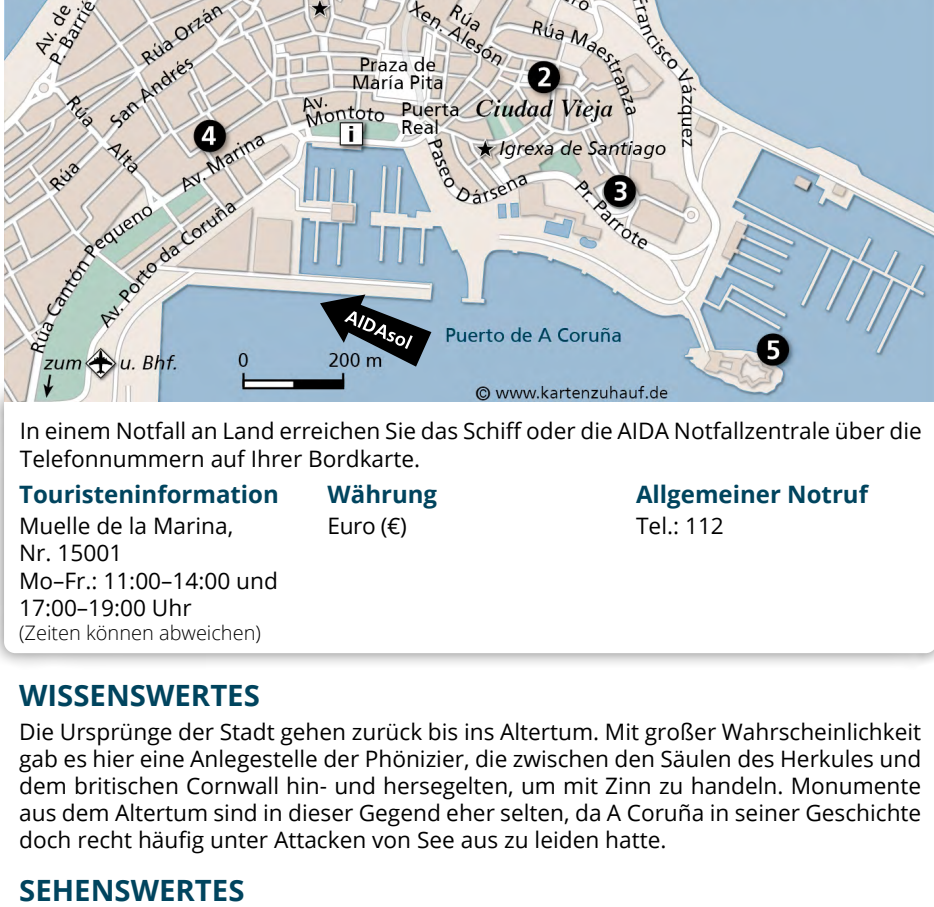 Av. de
P. Barrié
Rúa Orzán
San Andrés
Rúa
Alta
Rúa
Xen. Alesón
Rúa
Rúa Maestranza
Francisco Vázquez
Praza de
María Pita
Av.
Montoto
Puerta
Real
2
Ciudad Vieja
4
i
Av. Marina
Igrexa de Santiago
Paseo Dársena
3
Pr. Parrote
Rúa Cantón Pequeno
Av. Porto da Coruña
AIDAsol
Puerto de A Coruña
5
zum u. Bhf.
0 200 m
© www.kartenzuhauf.de
In einem Notfall an Land erreichen Sie das Schiff oder die AIDA Notfallzentrale über die
Telefonnummern auf Ihrer Bordkarte.
Touristeninformation
Muelle de la Marina,
Nr. 15001
Mo–Fr.: 11:00–14:00 und
17:00–19:00 Uhr
(Zeiten können abweichen)
Währung
Euro (€)
Allgemeiner Notruf
Tel.: 112
WISSENSWERTES
Die Ursprünge der Stadt gehen zurück bis ins Altertum. Mit großer Wahrscheinlichkeit
gab es hier eine Anlegestelle der Phönizier, die zwischen den Säulen des Herkules und
dem britischen Cornwall hin- und hersegelten, um mit Zinn zu handeln. Monumente
aus dem Altertum sind in dieser Gegend eher selten, da A Coruña in seiner Geschichte
doch recht häufig unter Attacken von See aus zu leiden hatte.
SEHENSWERTES